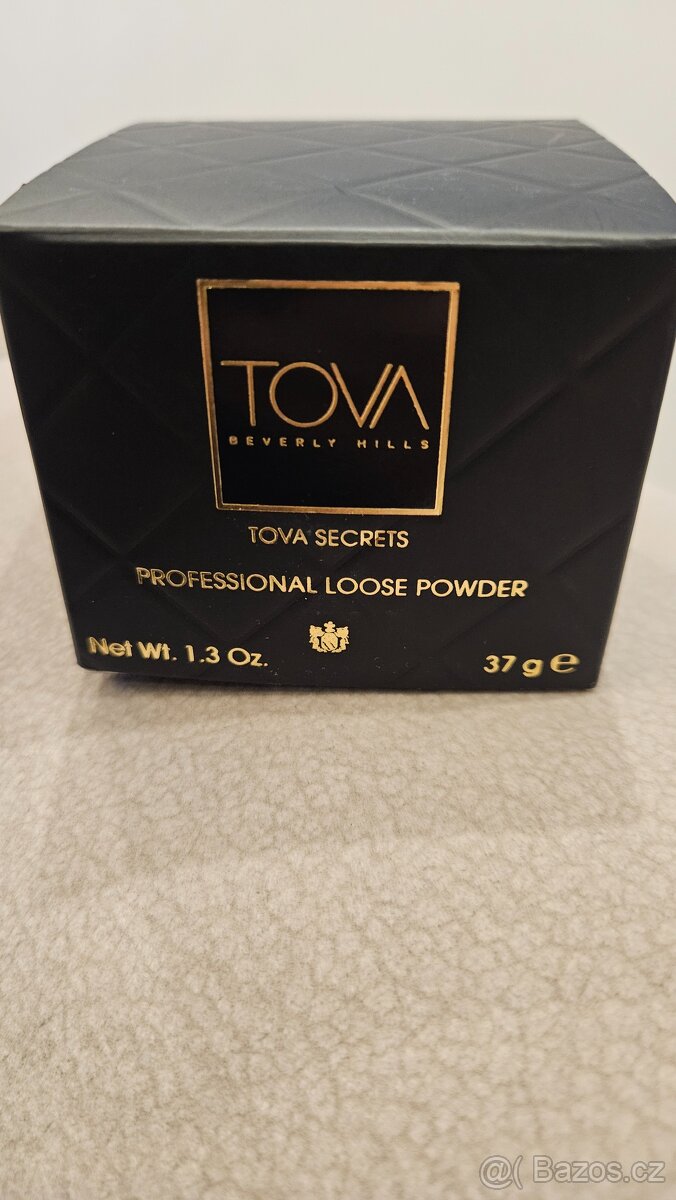 TOVA
BEVERLY HILLS
TOVA SECRETS
PROFESSIONAL LOOSE POWDER
Net Wt. 1.3 Oz.
37 g ℮
@( Bazos.cz